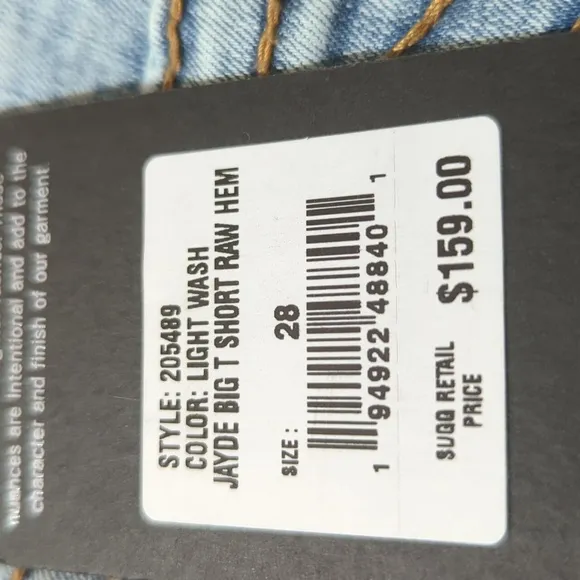 nuances are intentional and add to the
character and finish of our garment
STYLE: 205489
COLOR: LIGHT WASH
JAYDE BIG T SHORT RAW HEM
SIZE : 28
1 94922 48840 1
SUGG RETAIL
PRICE
$159.00